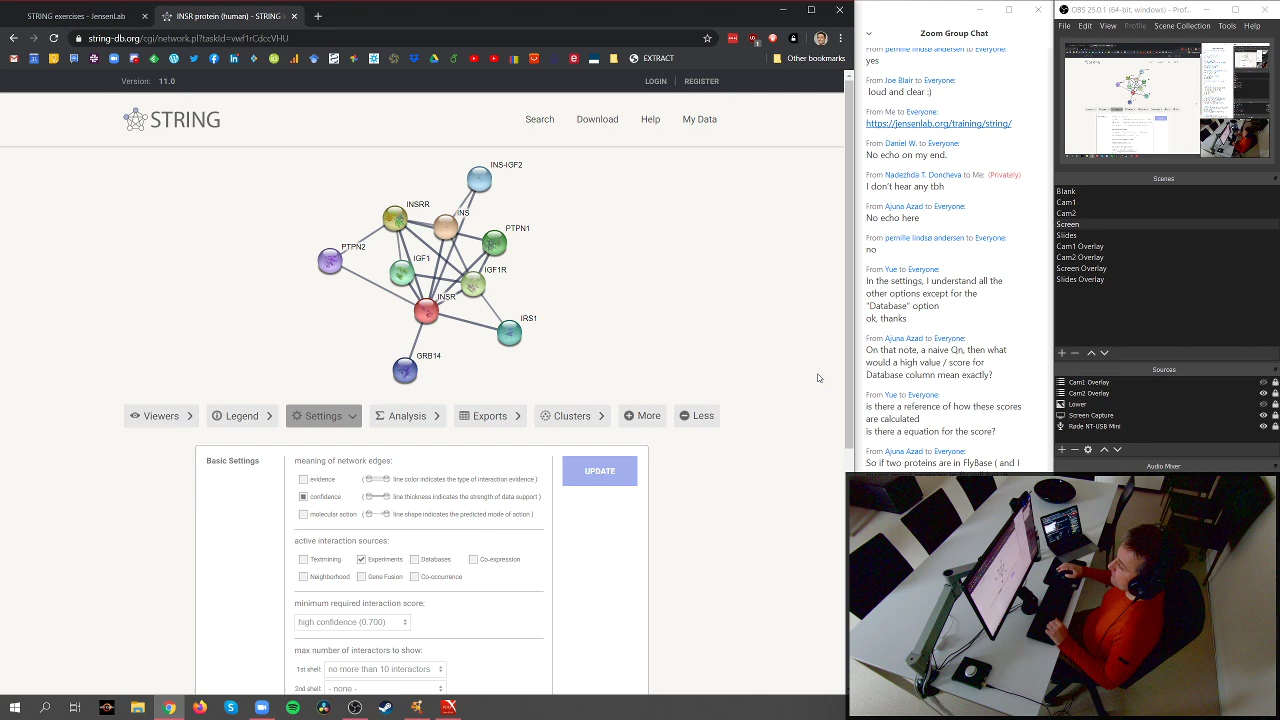 STRING exercises - JensenLab
INSR protein (human) - STRING i
OBS 25.0.1 (64-bit, windows) - Prof...
string-db.org/cgi/network.pl?taskId=vwf1rCdccVHU
Zoom Group Chat
File Edit View Profile Scene Collection Tools Help
EXTRACT
Other bookmarks
Version: 11.0
LOGIN | REGISTER
STRING
Search Download Help My Data
From pernille lindsø andersen to Everyone:
yes
From Joe Blair to Everyone:
loud and clear :)
From Me to Everyone:
https://jensenlab.org/training/string/
From Daniel W. to Everyone:
No echo on my end.
From Nadezhda T. Doncheva to Me: (Privately)
I don't hear any tbh
From Ajuna Azad to Everyone:
No echo here
From pernille lindsø andersen to Everyone:
no
From Yue to Everyone:
In the settings, I understand all the
other options except for the
"Database" option
ok, thanks
From Ajuna Azad to Everyone:
On that note, a naive Qn, then what
would a high value / score for
Database column mean exactly?
From Yue to Everyone:
is there a reference of how these scores
are calculated
is there a equation for the score?
From Ajuna Azad to Everyone:
So if two proteins are in FlyBase ( and I
Scenes
Blank
Cam1
Cam2
Screen
Slides
Cam1 Overlay
Cam2 Overlay
Screen Overlay
Slides Overlay
Sources
Cam1 Overlay
Cam2 Overlay
Lower
Screen Capture
Røde NT-USB Mini
Audio Mixer
INS-IGF2
INSRR
INS
PTPN1
PTPN2
IGF1
IGF1R
INSR
IRS1
GRB14
Viewers Legend Settings Analysis Exports Clusters More Less
Basic Settings
meaning of network edges:
evidence ( line color indicates the type of interaction evidence )
confidence ( line thickness indicates the strength of data support )
molecular action ( line shape indicates the predicted mode of action )
UPDATE
active interaction sources:
Textmining Experiments Databases Co-expression
Neighborhood Gene Fusion Co-occurrence
minimum required interaction score:
high confidence (0.700)
max number of interactors to show:
1st shell: no more than 10 interactors
2nd shell: - none -